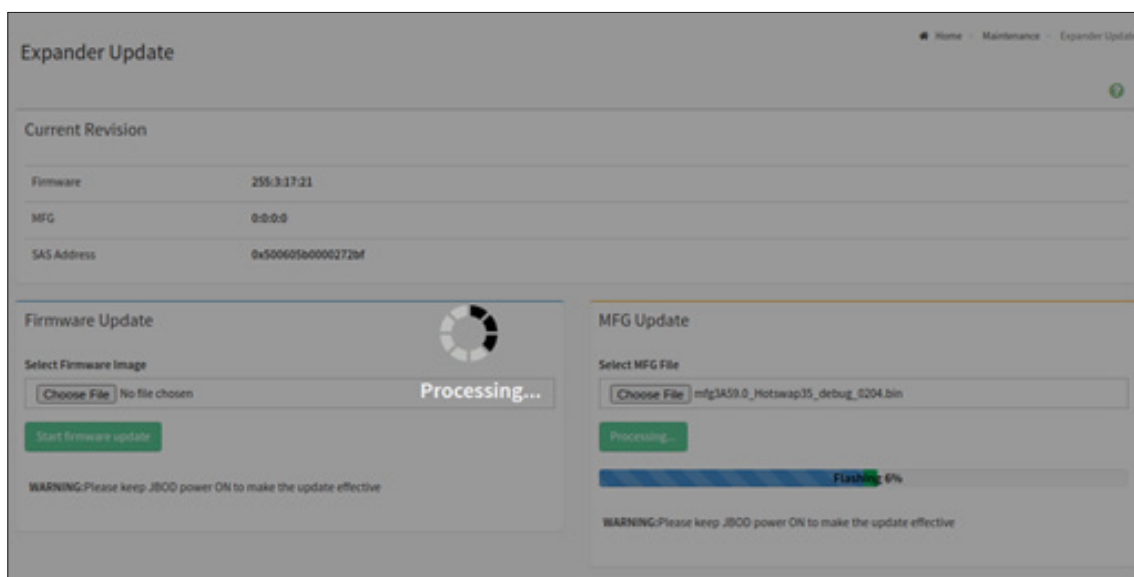 Home - Maintenance - Expander Update
Expander Update
Current Revision
Firmware 255:3:17:21
MFG 0:0:0:0
SAS Address 0x500605b0000272bf
Firmware Update
Select Firmware Image
Choose File No file chosen
Start firmware update
WARNING:Please keep JBOD power ON to make the update effective
Processing...
MFG Update
Select MFG File
Choose File mfg3A59.0_Hotswap35_debug_0204.bin
Processing...
Flashing 6%
WARNING:Please keep JBOD power ON to make the update effective